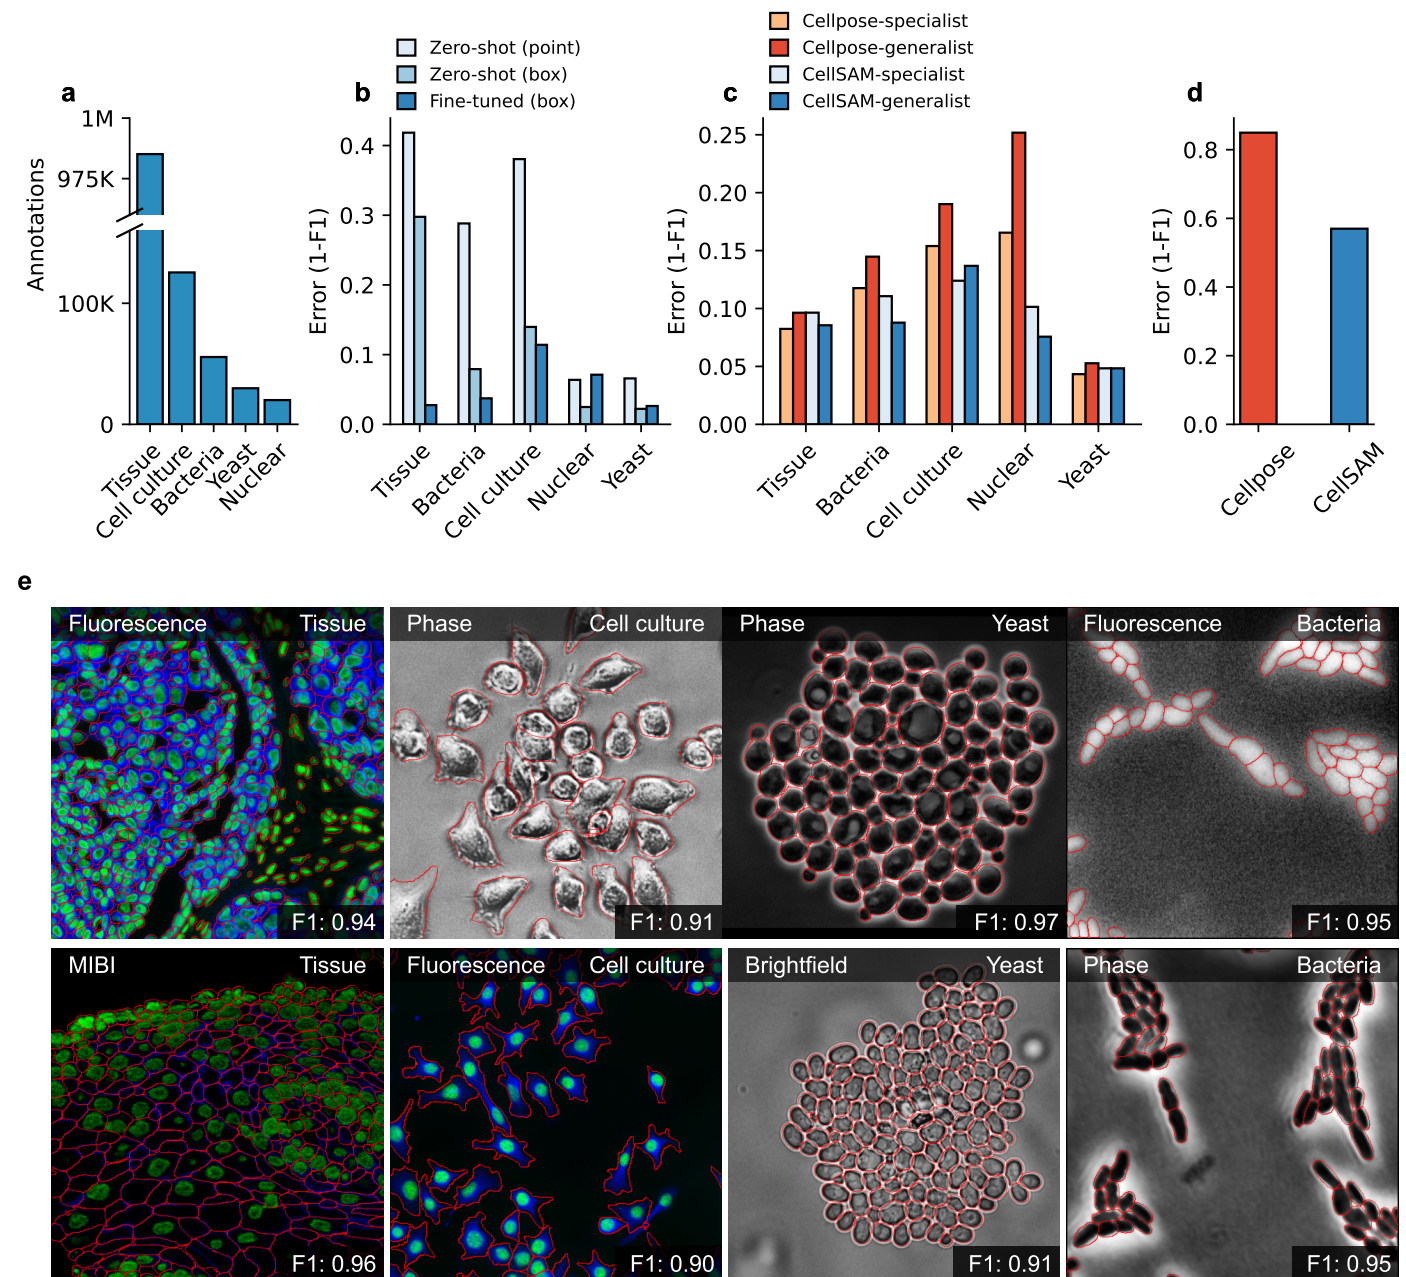 a
1M
975K
100K
0
Annotations
Tissue
Cell culture
Bacteria
Yeast
Nuclear
b
Zero-shot (point)
Zero-shot (box)
Fine-tuned (box)
0.4
0.3
0.2
0.1
0.0
Error (1-F1)
Tissue
Bacteria
Cell culture
Nuclear
Yeast
c
Cellpose-specialist
Cellpose-generalist
CellSAM-specialist
CellSAM-generalist
0.25
0.20
0.15
0.10
0.05
0.00
Error (1-F1)
Tissue
Bacteria
Cell culture
Nuclear
Yeast
d
0.8
0.6
0.4
0.2
0.0
Error (1-F1)
Cellpose
CellSAM
e
Fluorescence Tissue
F1: 0.94
Phase Cell culture
F1: 0.91
Phase Yeast
F1: 0.97
Fluorescence Bacteria
F1: 0.95
MIBI Tissue
F1: 0.96
Fluorescence Cell culture
F1: 0.90
Brightfield Yeast
F1: 0.91
Phase Bacteria
F1: 0.95